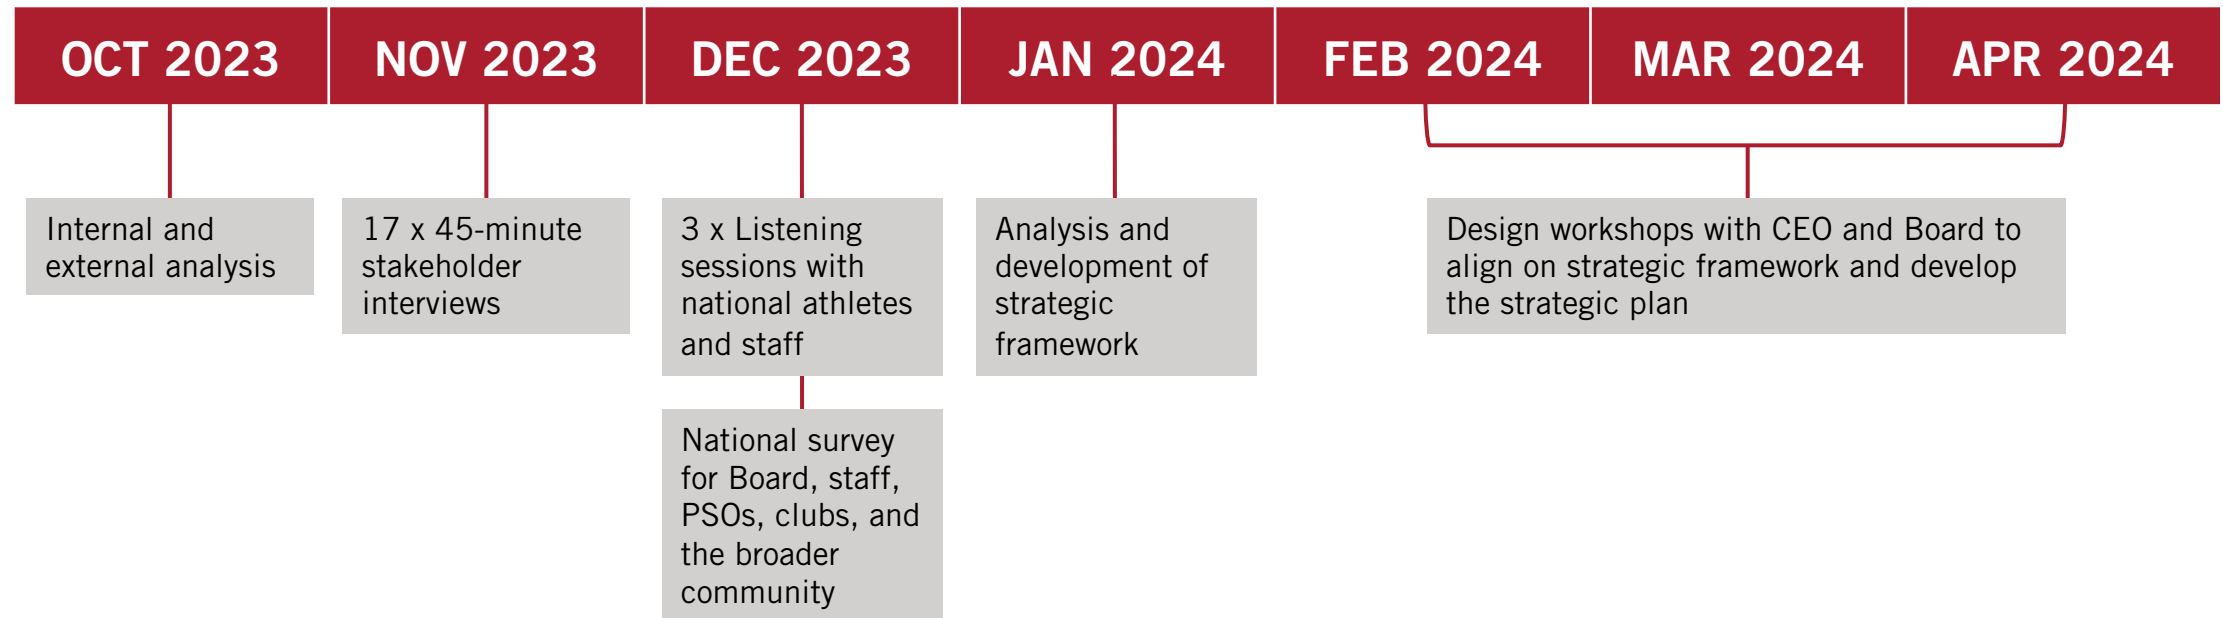 OCT 2023
NOV 2023
DEC 2023
JAN 2024
FEB 2024
MAR 2024
APR 2024
Internal and
external analysis
17 x 45-minute
stakeholder
interviews
3 x Listening
sessions with
national athletes
and staff
National survey
for Board, staff,
PSOs, clubs, and
the broader
community
Analysis and
development of
strategic
framework
Design workshops with CEO and Board to
align on strategic framework and develop
the strategic plan